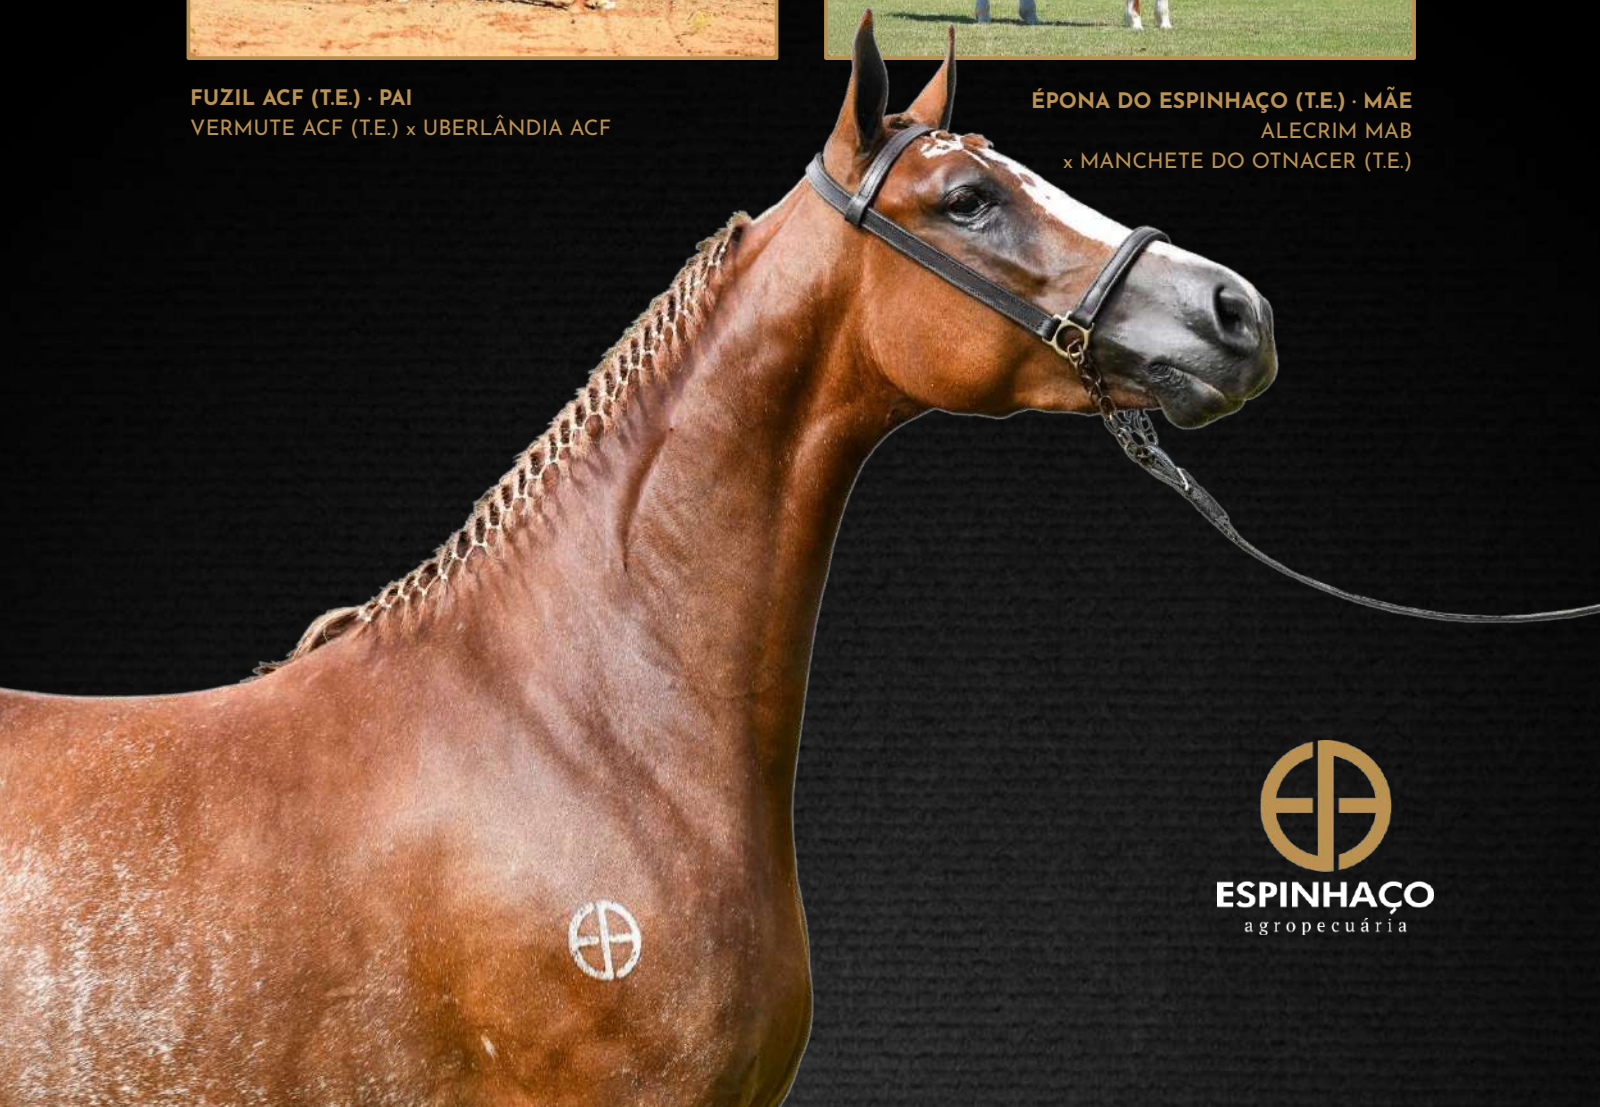 FUZIL ACF (T.E.) · PAI
VERMUTE ACF (T.E.) x UBERLÂNDIA ACF
ÉPONA DO ESPINHAÇO (T.E.) · MÃE
ALECRIM MAB
x MANCHETE DO OTNACER (T.E.)
ESPINHAÇO
agropecuária